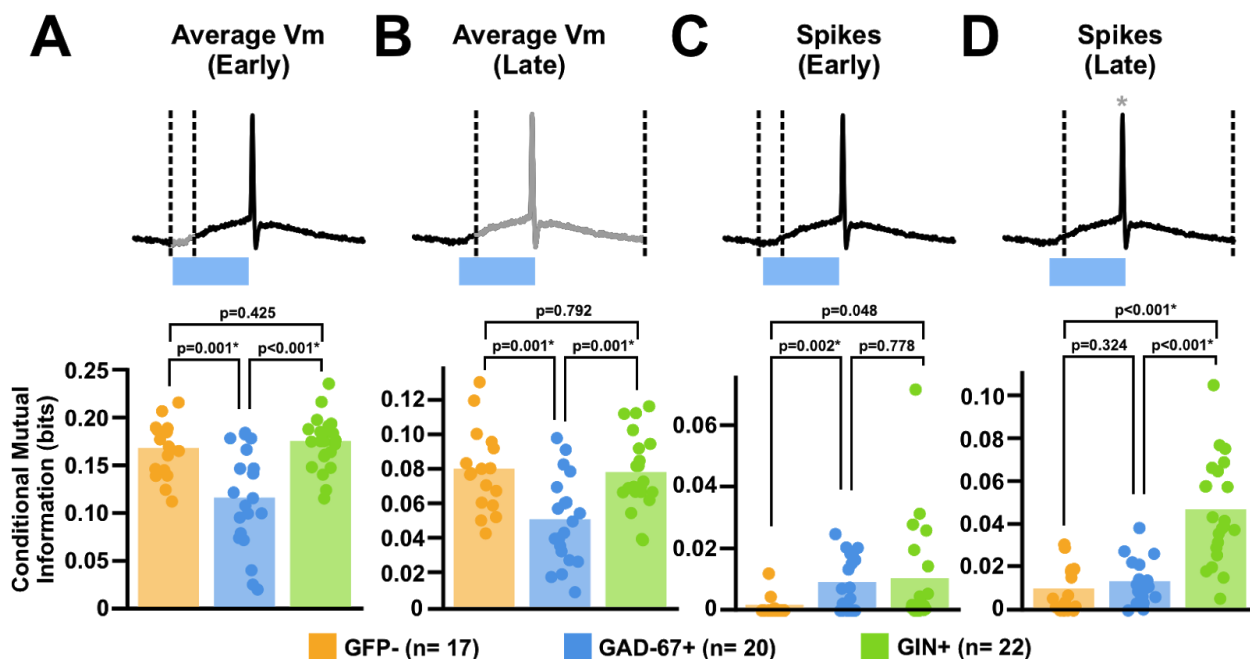 A
Average Vm
(Early)
B
Average Vm
(Late)
C
Spikes
(Early)
D
Spikes
(Late)
*
p=0.425
p=0.001*
p<0.001*
p=0.792
p=0.001*
p=0.001*
p=0.048
p=0.002*
p=0.778
p<0.001*
p=0.324
p<0.001*
Conditional Mutual
Information (bits)
0.25
0.20
0.15
0.10
0.05
0
0.12
0.10
0.08
0.06
0.04
0.02
0
0.06
0.04
0.02
0
0.10
0.08
0.06
0.04
0.02
0
GFP- (n= 17)
GAD-67+ (n= 20)
GIN+ (n= 22)